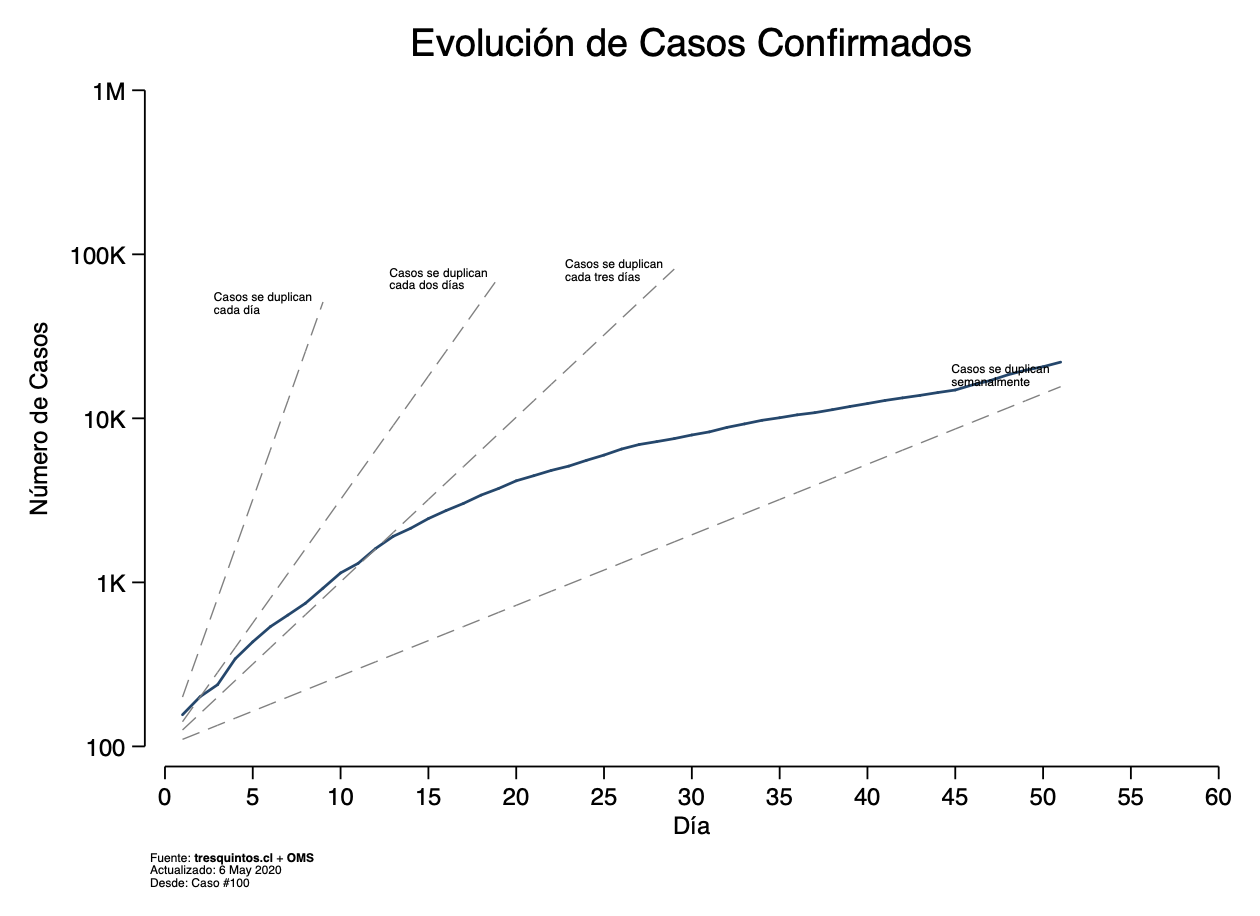 Evolución de Casos Confirmados
Número de Casos
1M
100K
10K
1K
100
Casos se duplican
cada día
Casos se duplican
cada dos días
Casos se duplican
cada tres días
Casos se duplican
semanalmente
0 5 10 15 20 25 30 35 40 45 50 55 60
Día
Fuente: tresquintos.cl + OMS
Actualizado: 6 May 2020
Desde: Caso #100